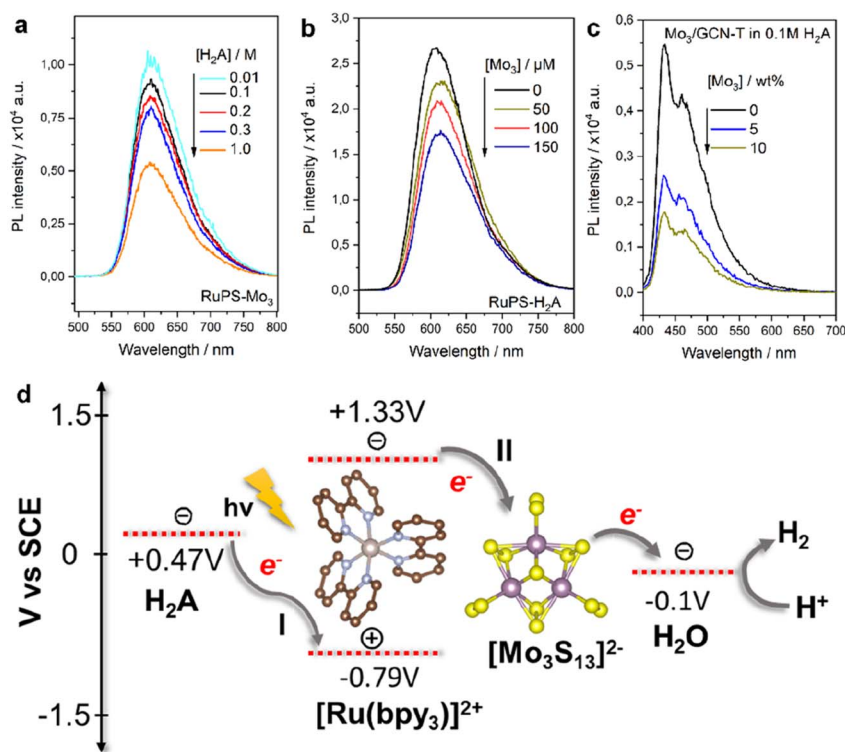 a
[H₂A] / M
0.01
0.1
0.2
0.3
1.0
1,00
0,75
0,50
0,25
0,00
PL intensity / x10⁴ a.u.
RuPS-Mo₃
500 550 600 650 700 750 800
Wavelength / nm
b
[Mo₃] / µM
0
50
100
150
3,0
2,5
2,0
1,5
1,0
0,5
0,0
PL intensity / x10⁴ a.u.
RuPS-H₂A
500 550 600 650 700 750 800
Wavelength / nm
c
Mo₃/GCN-T in 0.1M H₂A
[Mo₃] / wt%
0
5
10
0,6
0,5
0,4
0,3
0,2
0,1
0,0
PL intensity / x10⁴ a.u.
400 450 500 550 600 650 700
Wavelength / nm
d
V vs SCE
1.5
0
-1.5
+0.47V
H₂A
hv
e⁻
I
+1.33V
-0.79V
[Ru(bpy₃)]²⁺
II
e⁻
[Mo₃S₁₃]²⁻
e⁻
-0.1V
H₂O
H₂
H⁺